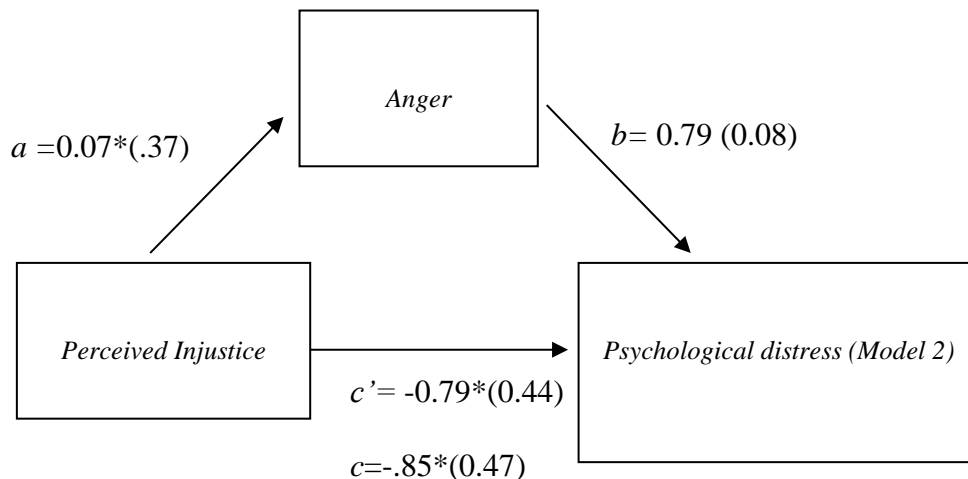 Anger
a =0.07*(.37)
b= 0.79 (0.08)
Perceived Injustice
Psychological distress (Model 2)
c’= -0.79*(0.44)
c=-.85*(0.47)